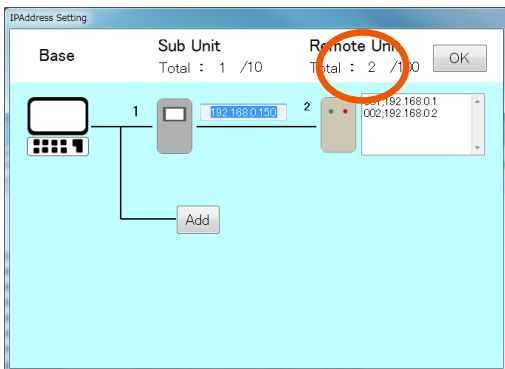 IPAddress Setting
Base
Sub Unit
Total : 1 /10
Remote Unit
Total : 2 /100
OK
1
192.168.0.150
2
001;192.168.0.1
002;192.168.0.2
Add